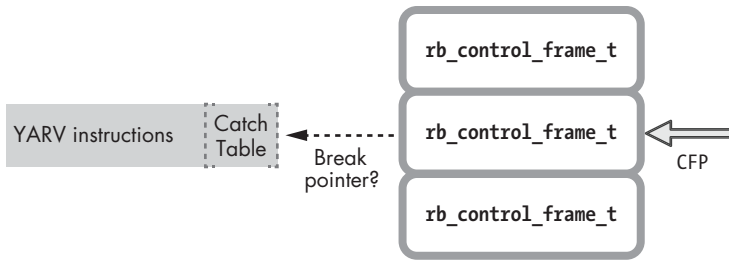 rb_control_frame_t
YARV instructions
Catch
Table
Break
pointer?
rb_control_frame_t
CFP
rb_control_frame_t